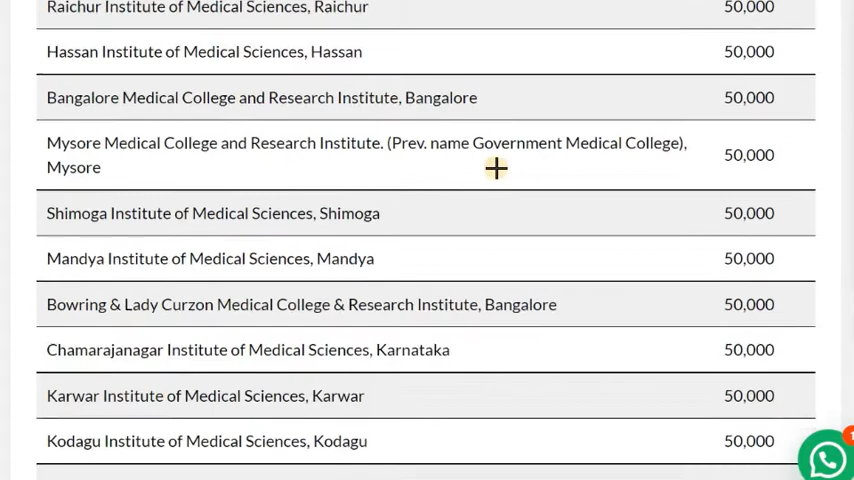 Raichur Institute of Medical Sciences, Raichur 50,000
Hassan Institute of Medical Sciences, Hassan 50,000
Bangalore Medical College and Research Institute, Bangalore 50,000
Mysore Medical College and Research Institute. (Prev. name Government Medical College),
Mysore 50,000
Shimoga Institute of Medical Sciences, Shimoga 50,000
Mandya Institute of Medical Sciences, Mandya 50,000
Bowring & Lady Curzon Medical College & Research Institute, Bangalore 50,000
Chamarajanagar Institute of Medical Sciences, Karnataka 50,000
Karwar Institute of Medical Sciences, Karwar 50,000
Kodagu Institute of Medical Sciences, Kodagu 50,000